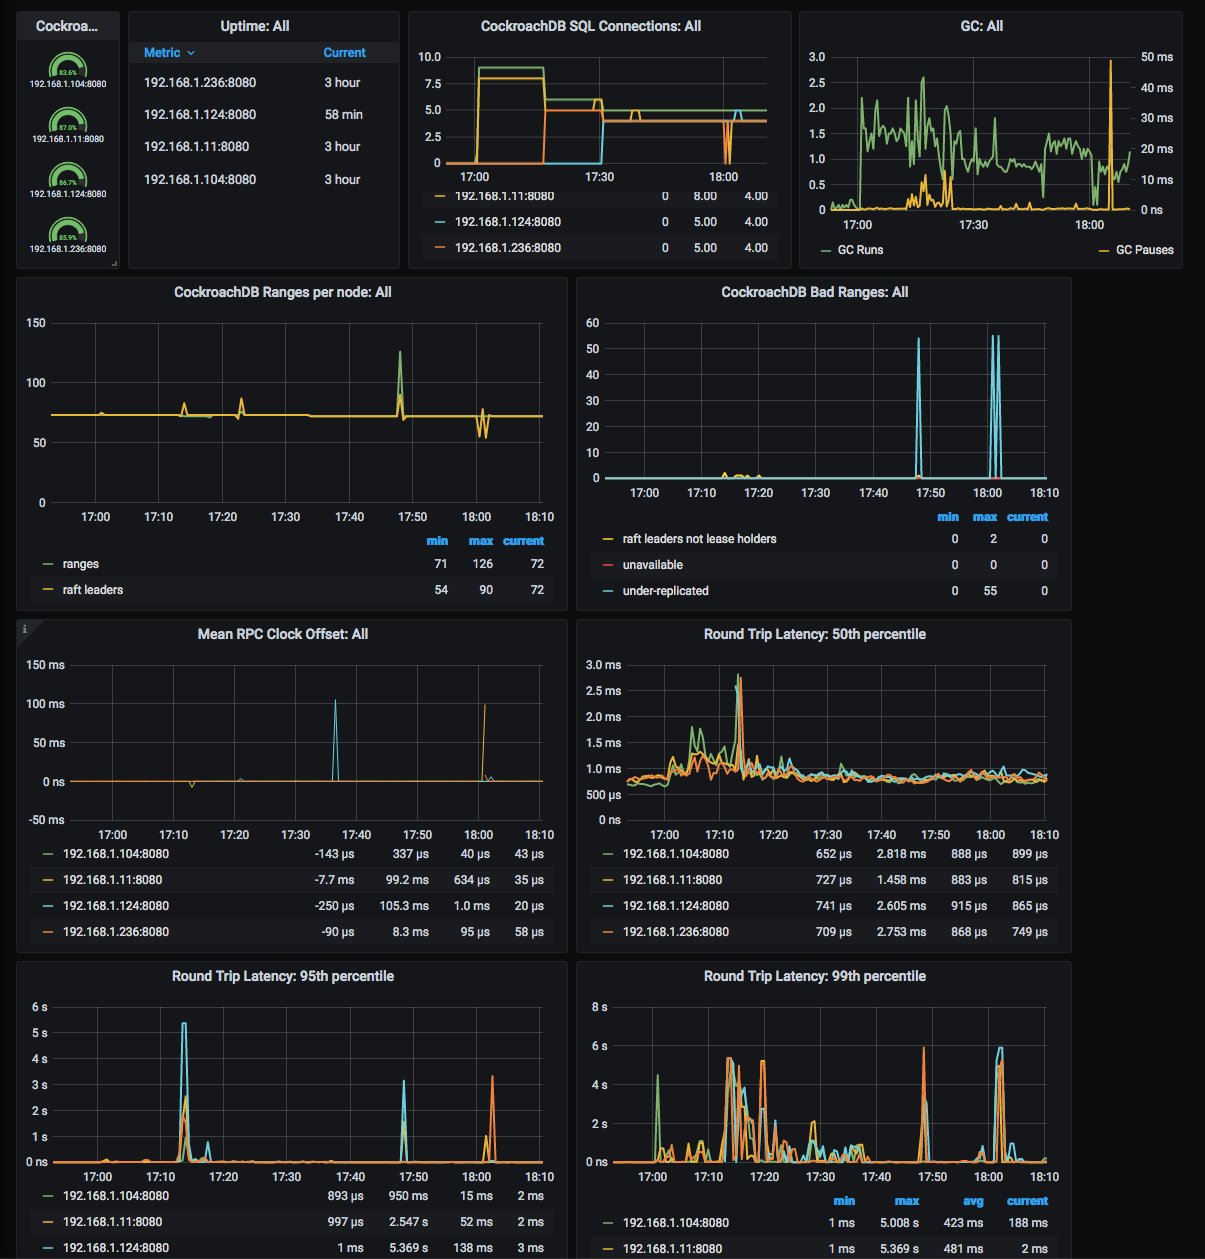 Cockroa...
83.6%
192.168.1.104:8080
87.0%
192.168.1.11:8080
86.7%
192.168.1.124:8080
85.9%
192.168.1.236:8080
Uptime: All
Metric Current
192.168.1.236:8080 3 hour
192.168.1.124:8080 58 min
192.168.1.11:8080 3 hour
192.168.1.104:8080 3 hour
CockroachDB SQL Connections: All
10.0
7.5
5.0
2.5
0
17:00 17:30 18:00
192.168.1.11:8080 0 8.00 4.00
192.168.1.124:8080 0 5.00 4.00
192.168.1.236:8080 0 5.00 4.00
GC: All
3.0 50 ms
2.5 40 ms
2.0 30 ms
1.5 20 ms
1.0 10 ms
0.5
0 0 ns
17:00 17:30 18:00
GC Runs GC Pauses
CockroachDB Ranges per node: All
150
100
50
0
17:00 17:10 17:20 17:30 17:40 17:50 18:00 18:10
min max current
ranges 71 126 72
raft leaders 54 90 72
CockroachDB Bad Ranges: All
60
50
40
30
20
10
0
17:00 17:10 17:20 17:30 17:40 17:50 18:00 18:10
min max current
raft leaders not lease holders 0 2 0
unavailable 0 0 0
under-replicated 0 55 0
i
Mean RPC Clock Offset: All
150 ms
100 ms
50 ms
0 ns
-50 ms
17:00 17:10 17:20 17:30 17:40 17:50 18:00 18:10
192.168.1.104:8080 -143 µs 337 µs 40 µs 43 µs
192.168.1.11:8080 -7.7 ms 99.2 ms 634 µs 35 µs
192.168.1.124:8080 -250 µs 105.3 ms 1.0 ms 20 µs
192.168.1.236:8080 -90 µs 8.3 ms 95 µs 58 µs
Round Trip Latency: 50th percentile
3.0 ms
2.5 ms
2.0 ms
1.5 ms
1.0 ms
500 µs
0 ns
17:00 17:10 17:20 17:30 17:40 17:50 18:00 18:10
192.168.1.104:8080 652 µs 2.818 ms 888 µs 899 µs
192.168.1.11:8080 727 µs 1.458 ms 883 µs 815 µs
192.168.1.124:8080 741 µs 2.605 ms 915 µs 865 µs
192.168.1.236:8080 709 µs 2.753 ms 868 µs 749 µs
Round Trip Latency: 95th percentile
6 s
5 s
4 s
3 s
2 s
1 s
0 ns
17:00 17:10 17:20 17:30 17:40 17:50 18:00 18:10
192.168.1.104:8080 893 µs 950 ms 15 ms 2 ms
192.168.1.11:8080 997 µs 2.547 s 52 ms 2 ms
192.168.1.124:8080 1 ms 5.369 s 138 ms 3 ms
Round Trip Latency: 99th percentile
8 s
6 s
4 s
2 s
0 ns
17:00 17:10 17:20 17:30 17:40 17:50 18:00 18:10
min max avg current
192.168.1.104:8080 1 ms 5.008 s 423 ms 188 ms
192.168.1.11:8080 1 ms 5.369 s 481 ms 2 ms